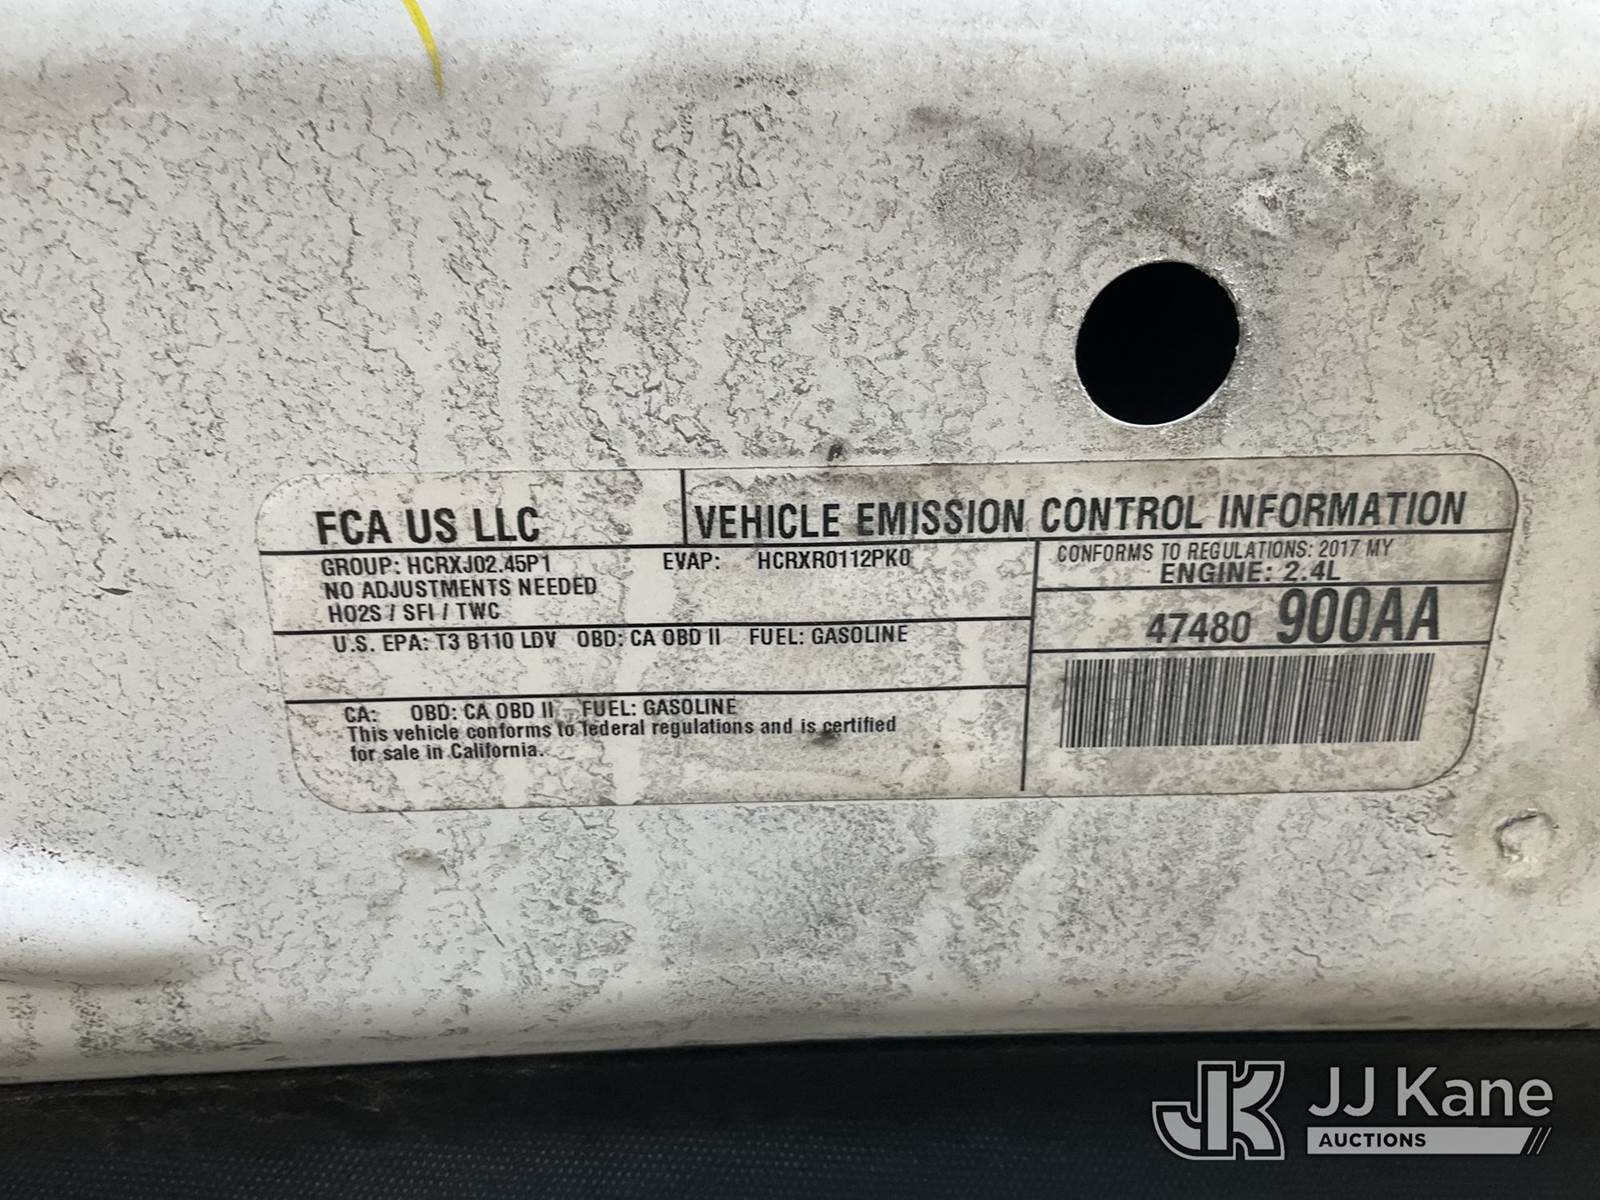 FCA US LLC
VEHICLE EMISSION CONTROL INFORMATION
GROUP: HCRXJ02.45P1 EVAP: HCRXR0112PK0
NO ADJUSTMENTS NEEDED
HO2S / SFI / TWC
CONFORMS TO REGULATIONS: 2017 MY
ENGINE: 2.4L
47480 900AA
U.S. EPA: T3 B110 LDV OBD: CA OBD II FUEL: GASOLINE
CA: OBD: CA OBD II FUEL: GASOLINE
This vehicle conforms to federal regulations and is certified
for sale in California.
JK JJ Kane
AUCTIONS